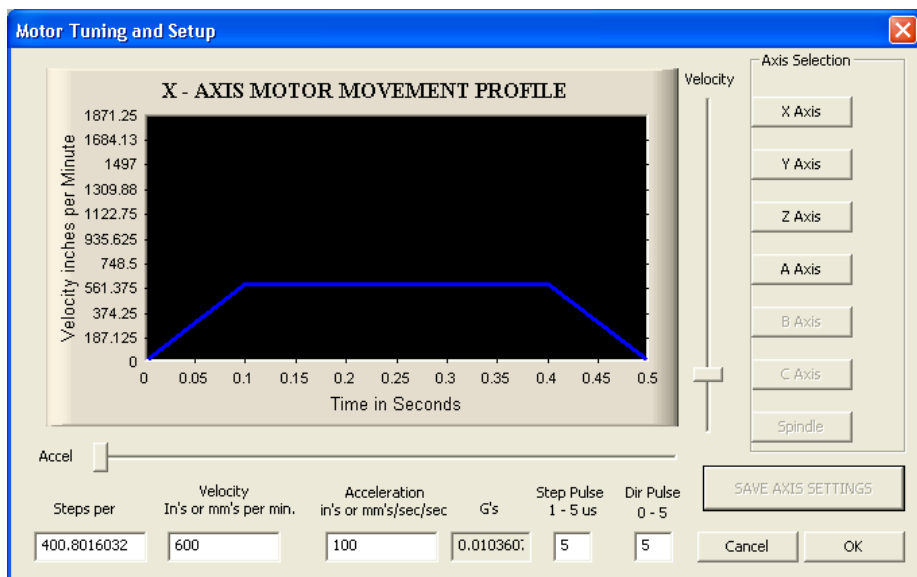 Motor Tuning and Setup
Axis Selection
X - AXIS MOTOR MOVEMENT PROFILE
Velocity
Velocity inches per Minute
1871.25
1684.13
1497
1309.88
1122.75
935.625
748.5
561.375
374.25
187.125
0
0 0.05 0.1 0.15 0.2 0.25 0.3 0.35 0.4 0.45 0.5
Time in Seconds
X Axis
Y Axis
Z Axis
A Axis
B Axis
C Axis
Spindle
Accel
Steps per
Velocity
In's or mm's per min.
Acceleration
in's or mm's/sec/sec
G's
Step Pulse
1 - 5 us
Dir Pulse
0 - 5
SAVE AXIS SETTINGS
400.8016032
600
100
0.010360
5
5
Cancel
OK